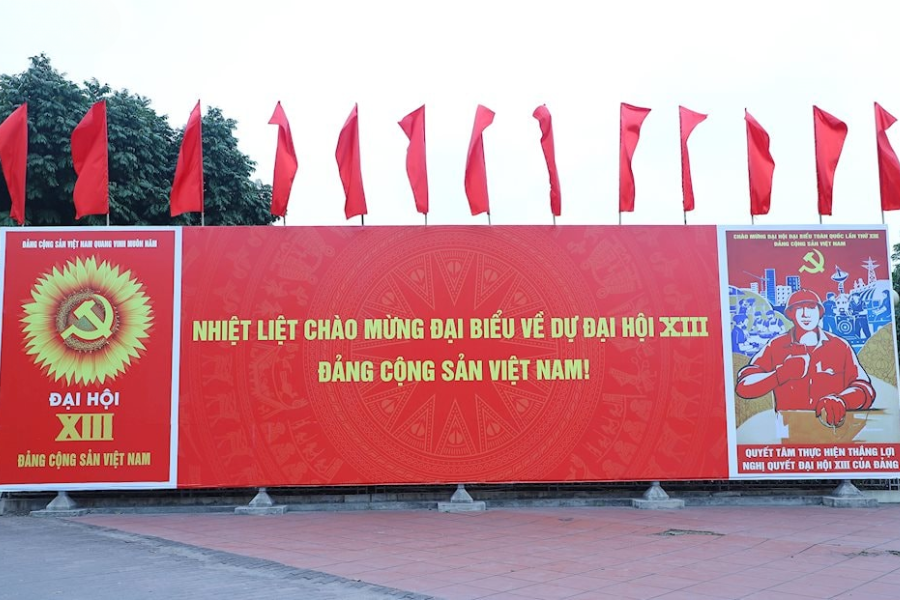 ĐẢNG CỘNG SẢN VIỆT NAM QUANG VINH MUÔN NĂM
ĐẠI HỘI
XIII
ĐẢNG CỘNG SẢN VIỆT NAM
NHIỆT LIỆT CHÀO MỪNG ĐẠI BIỂU VỀ DỰ ĐẠI HỘI XIII
ĐẢNG CỘNG SẢN VIỆT NAM!
CHÀO MỪNG ĐẠI HỘI ĐẠI BIỂU TOÀN QUỐC LẦN THỨ XIII
ĐẢNG CỘNG SẢN VIỆT NAM
QUYẾT TÂM THỰC HIỆN THẮNG LỢI
NGHỊ QUYẾT ĐẠI HỘI XIII CỦA ĐẢNG